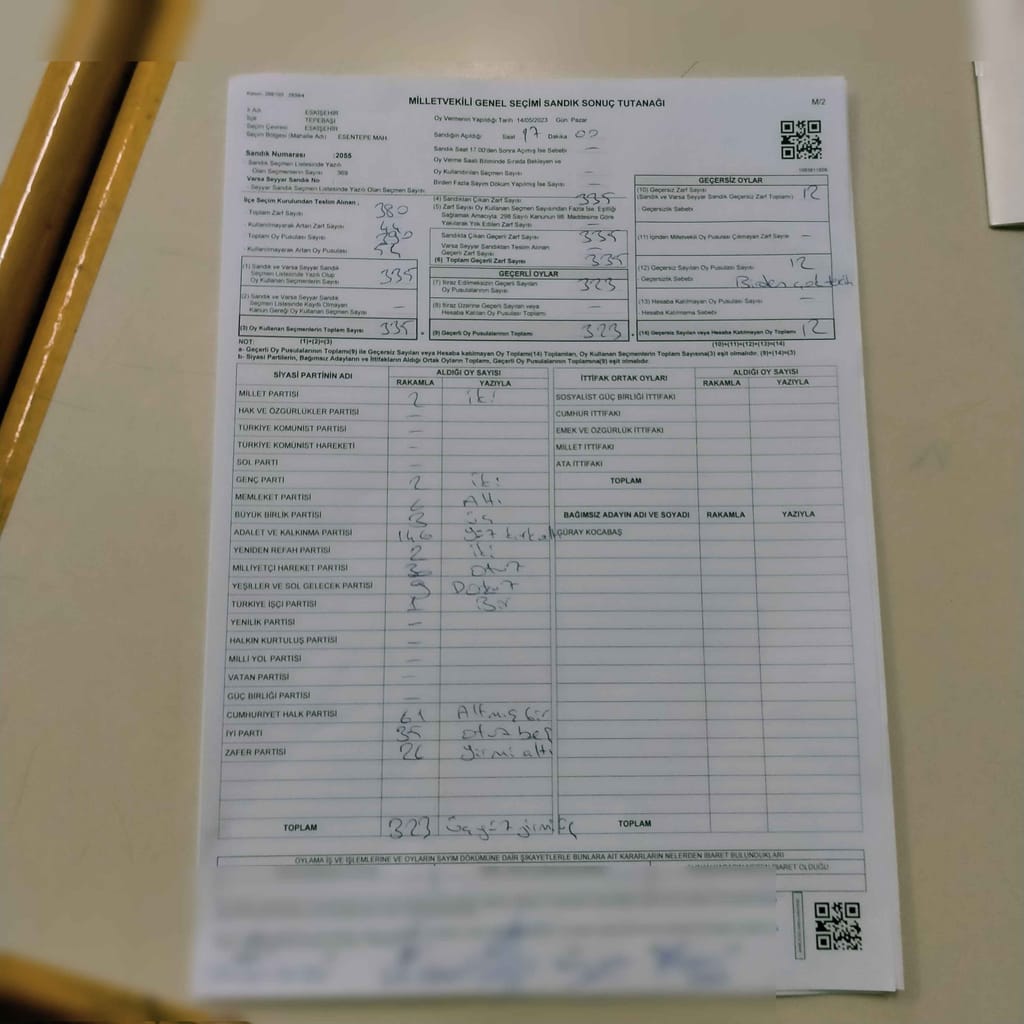 MİLLETVEKİLİ GENEL SEÇİMİ SANDIK SONUÇ TUTANAĞI
M/2
İl Adı ESKİŞEHİR
İlçe TEPEBAŞI
Seçim Çevresi ESKİŞEHİR
Seçim Bölgesi (Mahalle Adı) ESENTEPE MAH.
Sandık Numarası :2055
Sandık Seçmen Listesinde Yazılı
Olan Seçmenlerin Sayısı 369
Varsa Seyyar Sandık No
Seyyar Sandık Seçmen Listesinde Yazılı Olan Seçmen Sayısı
Oy Vermenin Yapıldığı Tarih 14/05/2023 Gün Pazar
Sandığın Açıldığı Saat 17 Dakika 00
Sandık Saat 17.00'den Sonra Açılmış İse Sebebi —
Oy Verme Saati Bitiminde Sırada Bekleyen ve
Oy Kullandırılan Seçmen Sayısı —
Birden Fazla Sayım Döküm Yapılmış İse Sayısı —
İlçe Seçim Kurulundan Teslim Alınan ;
Toplam Zarf Sayısı 380
Kullanılmayarak Artan Zarf Sayısı
Toplam Oy Pusulası Sayısı
Kullanılmayarak Artan Oy Pusulası
(1) Sandık ve Varsa Seyyar Sandık
Seçmen Listesinde Yazılı Olup
Oy Kullanan Seçmenlerin Sayısı 335
(2) Sandık ve Varsa Seyyar Sandık
Seçmen Listesinde Kaydı Olmayan
Kanun Gereği Oy Kullanan Seçmen Sayısı —
(3) Oy Kullanan Seçmenlerin Toplam Sayısı 335
(1)+(2)=(3)
(4) Sandıktan Çıkan Zarf Sayısı 335
(5) Zarf Sayısı Oy Kullanan Seçmen Sayısından Fazla İse, Eşitliği
Sağlamak Amacıyla; 298 Sayılı Kanunun 98. Maddesine Göre
Yakılarak Yok Edilen Zarf Sayısı —
Sandıkta Çıkan Geçerli Zarf Sayısı 335
Varsa Seyyar Sandıktan Teslim Alınan
Geçerli Zarf Sayısı —
(6) Toplam Geçerli Zarf Sayısı 335
GEÇERLİ OYLAR
(7) İtiraz Edilmeksizin Geçerli Sayılan
Oy Pusulalarının Sayısı 323
(8) İtiraz Üzerine Geçerli Sayılan veya
Hesaba Katılan Oy Pusulası Toplamı —
(9) Geçerli Oy Pusulalarının Toplamı 323
GEÇERSİZ OYLAR
(10) Geçersiz Zarf Sayısı
(Sandık ve Varsa Seyyar Sandık Geçersiz Zarf Toplamı) 12
Geçersizlik Sebebi
(11) İçinden Milletvekili Oy Pusulası Çıkmayan Zarf Sayısı —
(12) Geçersiz Sayılan Oy Pusulası Sayısı 12
Geçersizlik Sebebi Birden çok
(13) Hesaba Katılmayan Oy Pusulası Sayısı —
Hesaba Katılmama Sebebi
(14) Geçersiz Sayılan veya Hesaba Katılmayan Oy Toplamı 12
(10)+(11)+(12)+(13)=(14)
NOT:
a- Geçerli Oy Pusulaları Toplamı(9) ile Geçersiz Sayılan veya Hesaba katılmayan Oy Toplamı(14) Toplamları, Oy Kullanan Seçmenlerin Toplam Sayısına(3) eşit olmalıdır. (9)+(14)=(3)
b- Siyasi Partilerin, Bağımsız Adayların ve İttifakların Aldığı Ortak Oyların Toplamı, Geçerli Oy Pusulalarının Toplamına(9) eşit olmalıdır.
SİYASİ PARTİNİN ADI ALDIĞI OY SAYISI
RAKAMLA YAZIYLA
MİLLET PARTİSİ 2 iki
HAK VE ÖZGÜRLÜKLER PARTİSİ —
TÜRKİYE KOMÜNİST PARTİSİ —
TÜRKİYE KOMÜNİST HAREKETİ —
SOL PARTİ —
GENÇ PARTİ 2 iki
MEMLEKET PARTİSİ 6 Altı
BÜYÜK BİRLİK PARTİSİ 3 üç
ADALET VE KALKINMA PARTİSİ 146 yüz kırk altı
YENİDEN REFAH PARTİSİ 2 iki
MİLLİYETÇİ HAREKET PARTİSİ 30 otuz
YEŞİLLER VE SOL GELECEK PARTİSİ 9 Dokuz
TÜRKİYE İŞÇİ PARTİSİ 1 Bir
YENİLİK PARTİSİ —
HALKIN KURTULUŞ PARTİSİ —
MİLLİ YOL PARTİSİ —
VATAN PARTİSİ —
GÜÇ BİRLİĞİ PARTİSİ —
CUMHURİYET HALK PARTİSİ 61 Altmış bir
İYİ PARTİ 35 otuz beş
ZAFER PARTİSİ 26 yirmi altı
TOPLAM 323 üç yüz yirmi üç
İTTİFAK ORTAK OYLARI ALDIĞI OY SAYISI
RAKAMLA YAZIYLA
SOSYALİST GÜÇ BİRLİĞİ İTTİFAKI
CUMHUR İTTİFAKI
EMEK VE ÖZGÜRLÜK İTTİFAKI
MİLLET İTTİFAKI
ATA İTTİFAKI
TOPLAM
BAĞIMSIZ ADAYIN ADI VE SOYADI RAKAMLA YAZIYLA
GÜRAY KOCABAŞ
TOPLAM
OYLAMA İŞ VE İŞLEMLERİNE VE OYLARIN SAYIM DÖKÜMÜNE DAİR ŞİKAYETLERLE BUNLARA AİT KARARLARIN NELERDEN İBARET BULUNDUKLARI